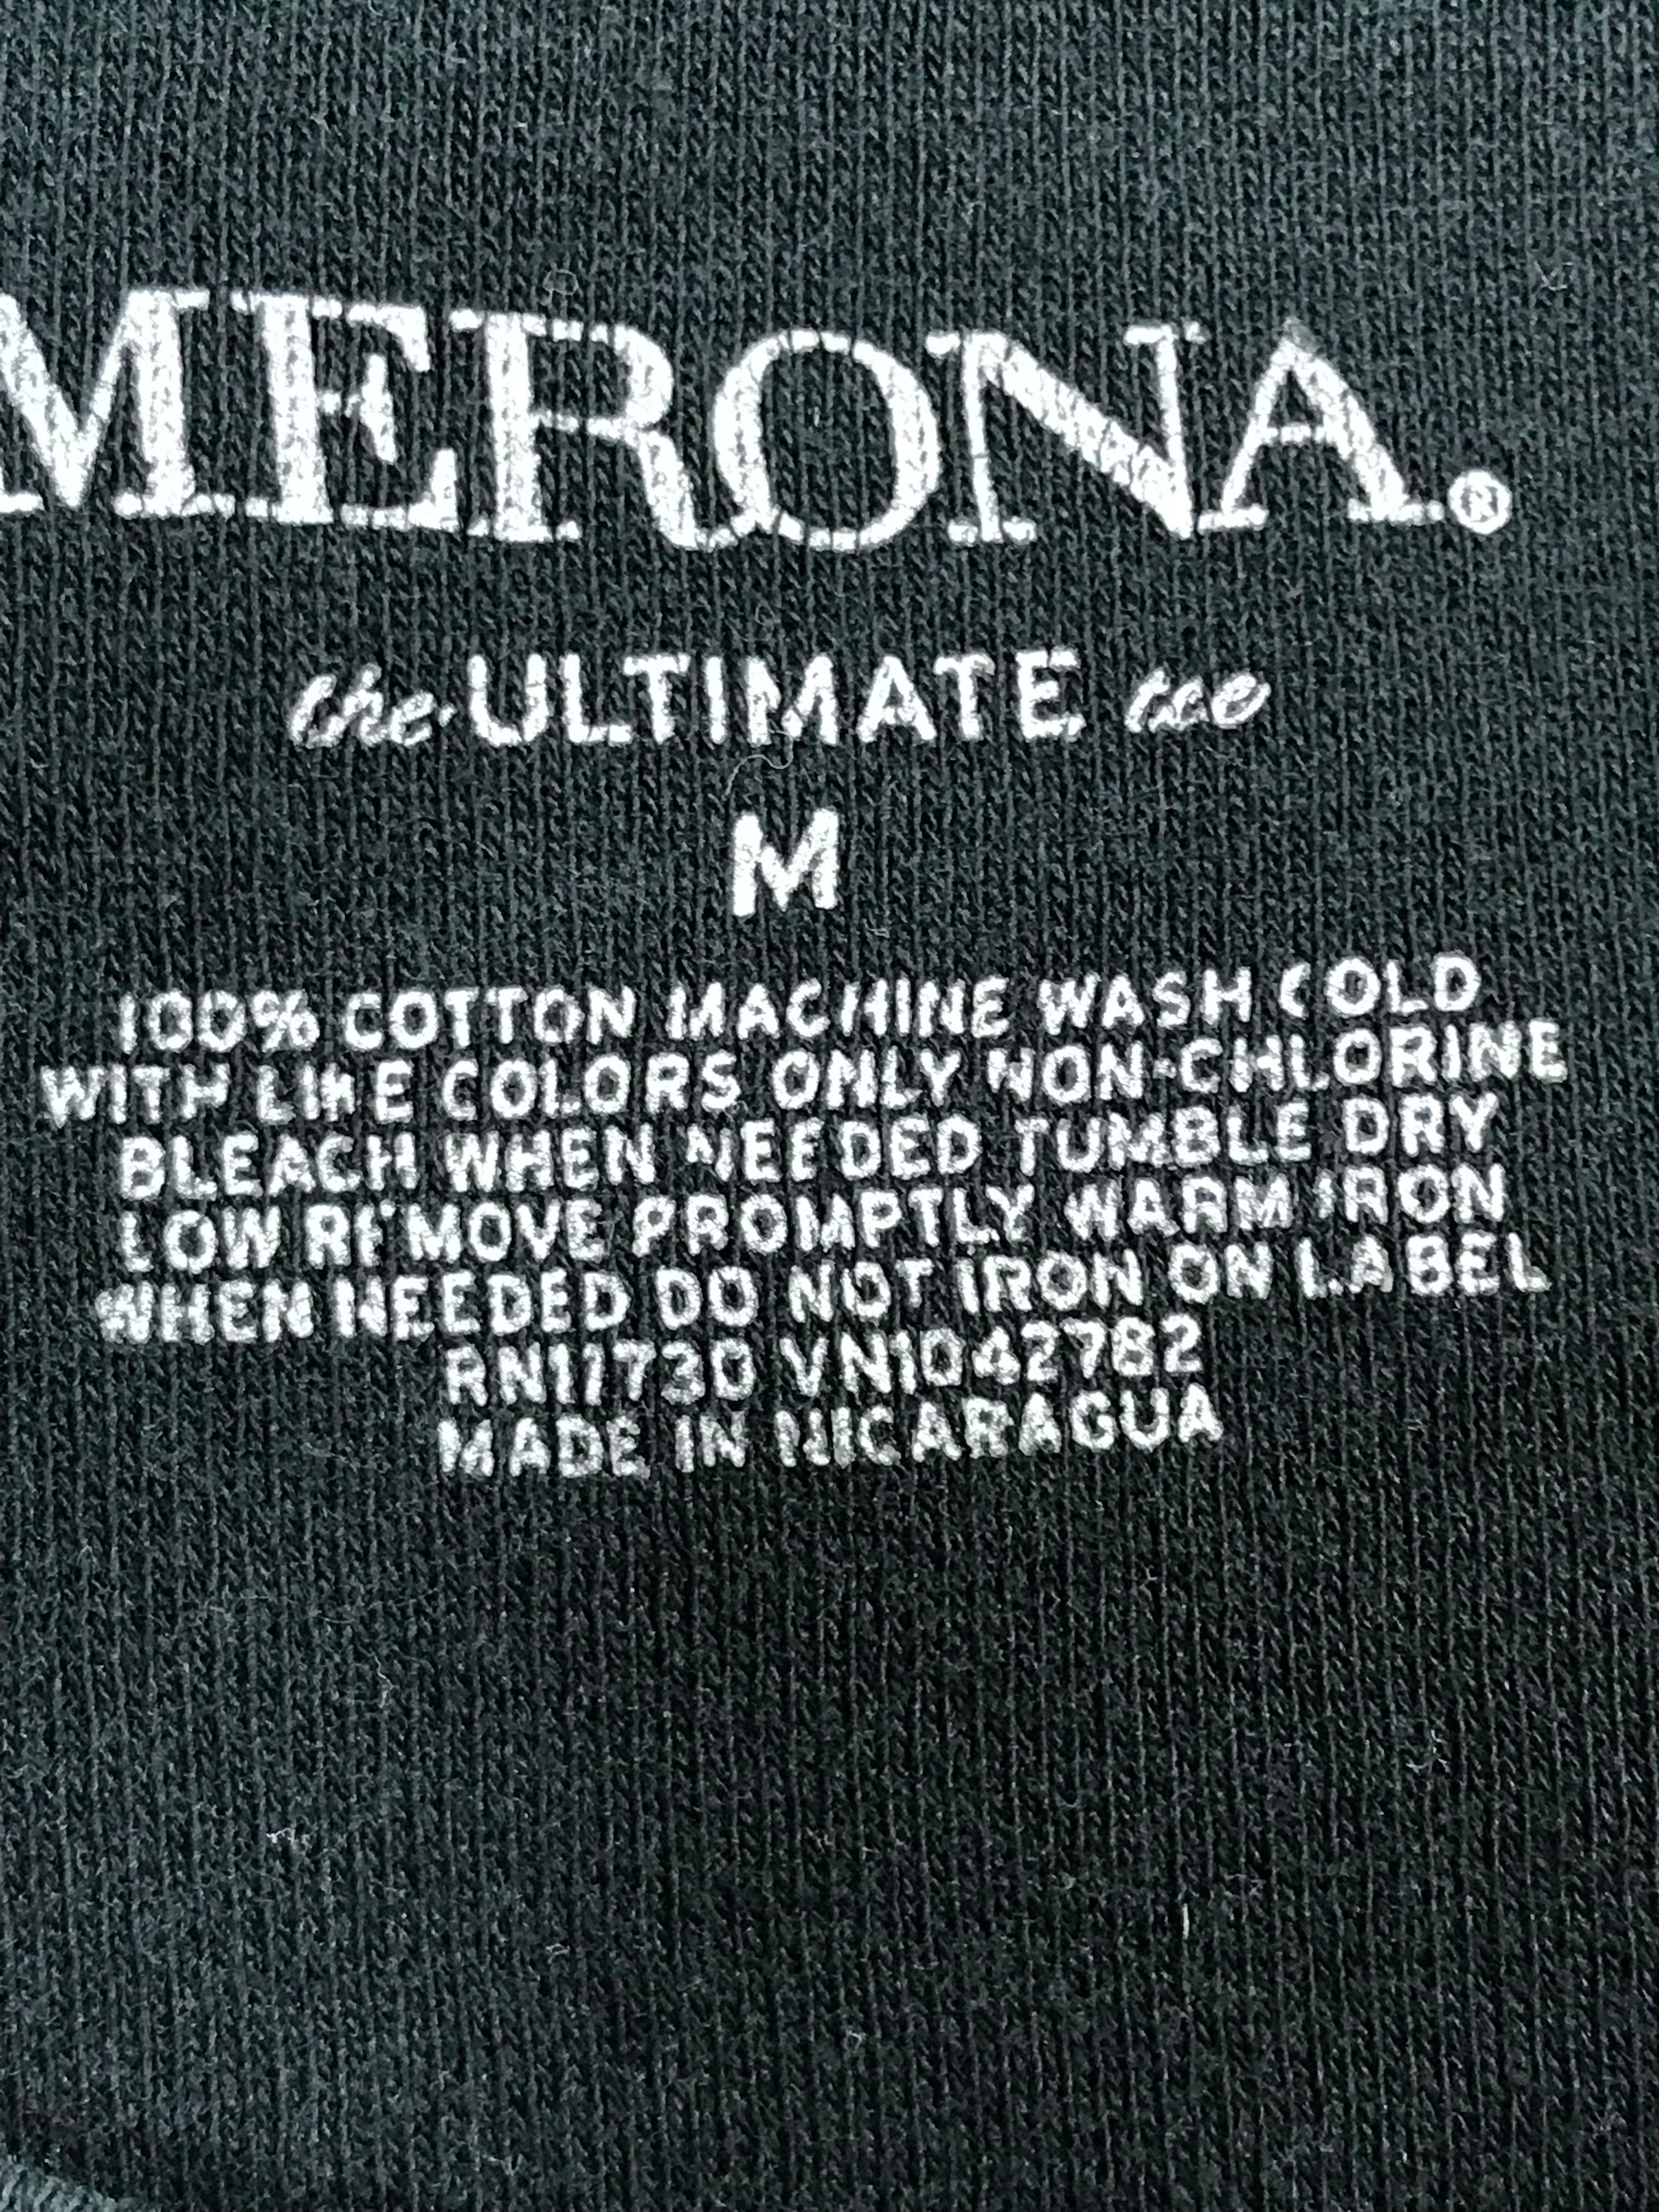 MERONA®
the ULTIMATE tee
M
100% COTTON MACHINE WASH COLD
WITH LIKE COLORS ONLY NON-CHLORINE
BLEACH WHEN NEEDED TUMBLE DRY
LOW REMOVE PROMPTLY WARM IRON
WHEN NEEDED DO NOT IRON ON LABEL
RN17730 VN1042782
MADE IN NICARAGUA